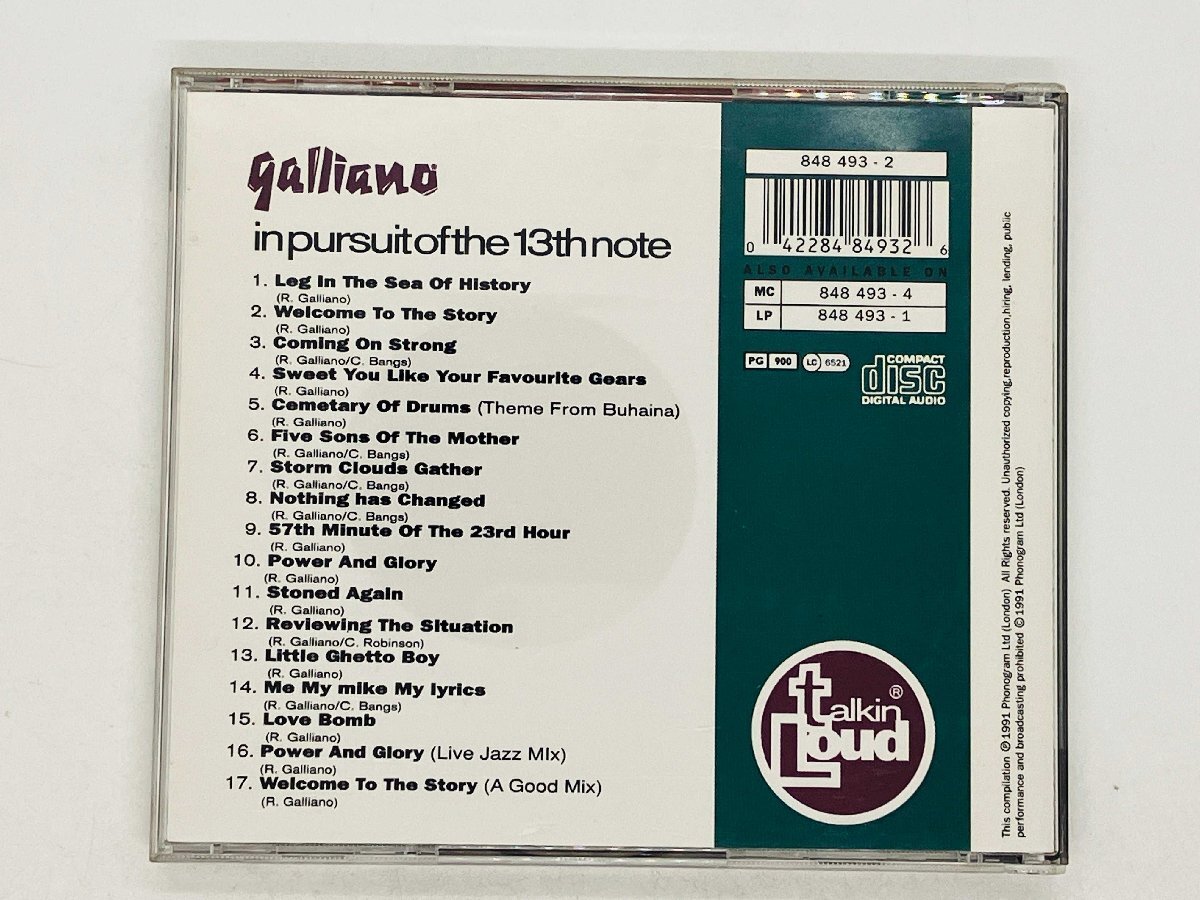 galliano
in pursuit of the 13th note
1. Leg In The Sea Of History
(R. Galliano)
2. Welcome To The Story
(R. Galliano)
3. Coming On Strong
(R. Galliano/C. Bangs)
4. Sweet You Like Your Favourite Gears
(R. Galliano)
5. Cemetary Of Drums (Theme From Buhaina)
(R. Galliano)
6. Five Sons Of The Mother
(R. Galliano/C. Bangs)
7. Storm Clouds Gather
(R. Galliano/C. Bangs)
8. Nothing has Changed
(R. Galliano/C. Bangs)
9. 57th Minute Of The 23rd Hour
(R. Galliano)
10. Power And Glory
(R. Galliano)
11. Stoned Again
(R. Galliano)
12. Reviewing The Situation
(R. Galliano/C. Robinson)
13. Little Ghetto Boy
(R. Galliano)
14. Me My mike My lyrics
(R. Galliano/C. Bangs)
15. Love Bomb
(R. Galliano)
16. Power And Glory (Live Jazz MIx)
(R. Galliano)
17. Welcome To The Story (A Good Mix)
(R. Galliano)
848 493 - 2
0 42284 84932 6
ALSO AVAILABLE ON
MC 848 493 - 4
LP 848 493 - 1
PG 900 LC 6521
COMPACT
disc
DIGITAL AUDIO
talkin ®
Loud
This compilation ℗ 1991 Phonogram Ltd (London) All Rights reserved. Unauthorized copying,reproduction,hiring, lending, public
performance and broadcasting prohibited © 1991 Phonogram Ltd (London)